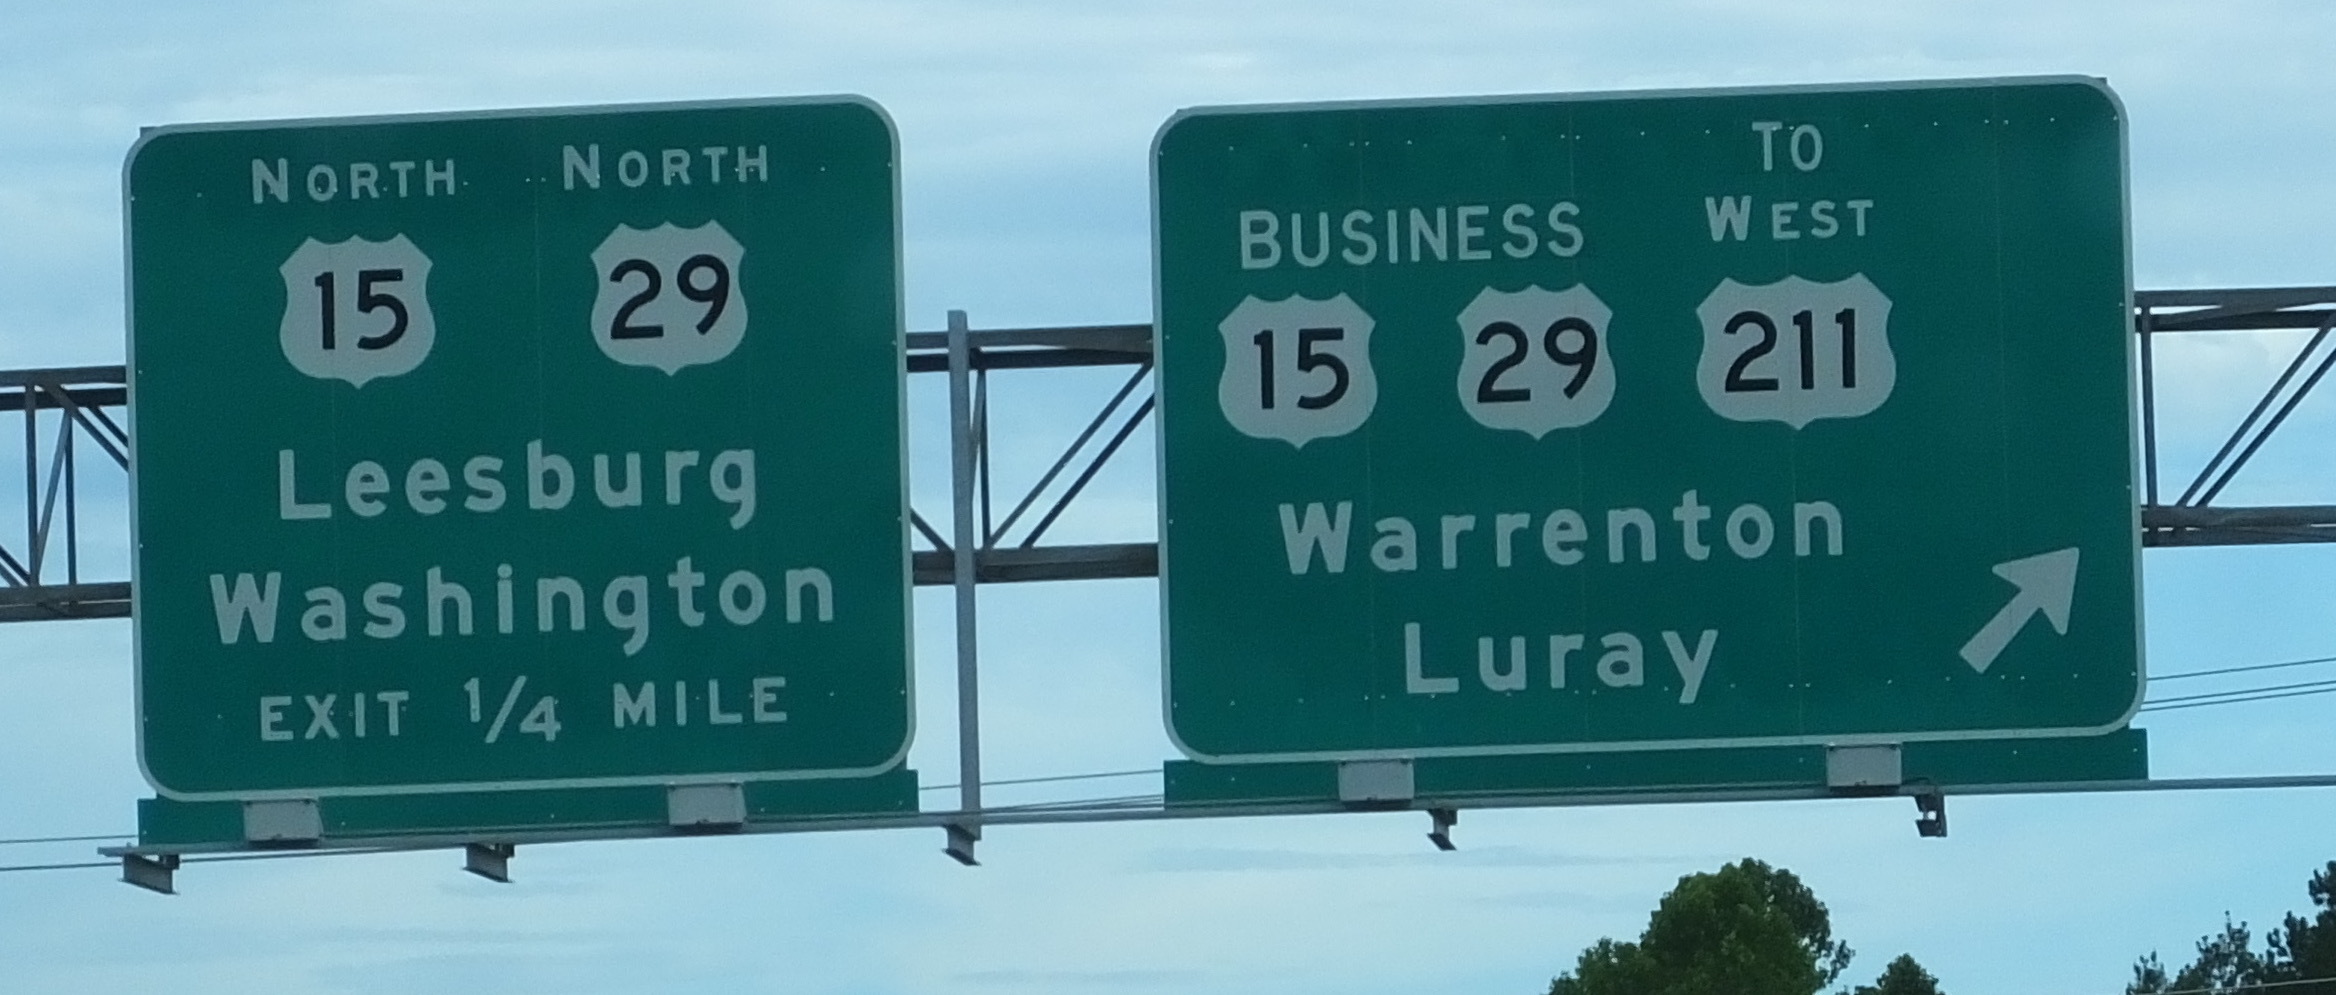 NORTH NORTH
15 29
Leesburg
Washington
EXIT 1/4 MILE
TO
BUSINESS WEST
15 29 211
Warrenton
Luray